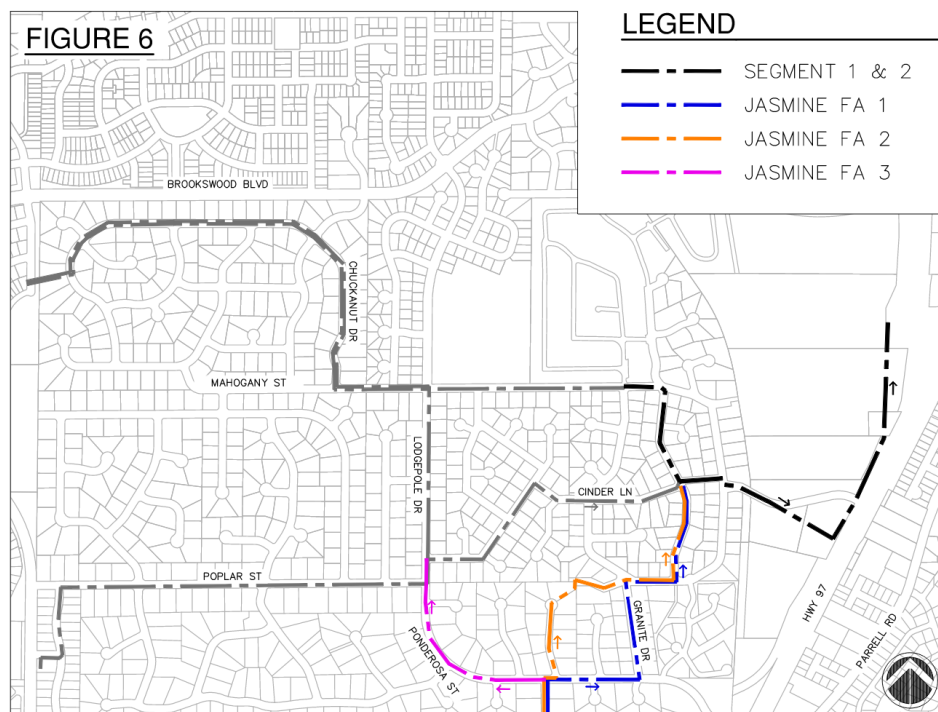 FIGURE 6
LEGEND
SEGMENT 1 & 2
JASMINE FA 1
JASMINE FA 2
JASMINE FA 3
BROOKSWOOD BLVD
CHUCKANUT DR
MAHOGANY ST
LODGEPOLE DR
CINDER LN
POPLAR ST
PONDEROSA ST
GRANITE DR
HWY 97
PARRELL RD